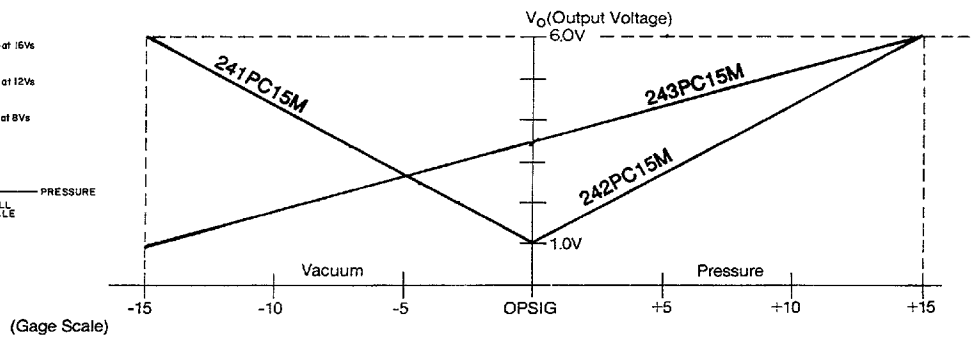 Vo(Output Voltage)
6.0V
at 16Vs
at 12Vs
at 8Vs
241PC15M
243PC15M
242PC15M
PRESSURE
LL
LE
1.0V
Vacuum
Pressure
-15
-10
-5
OPSIG
+5
+10
+15
(Gage Scale)